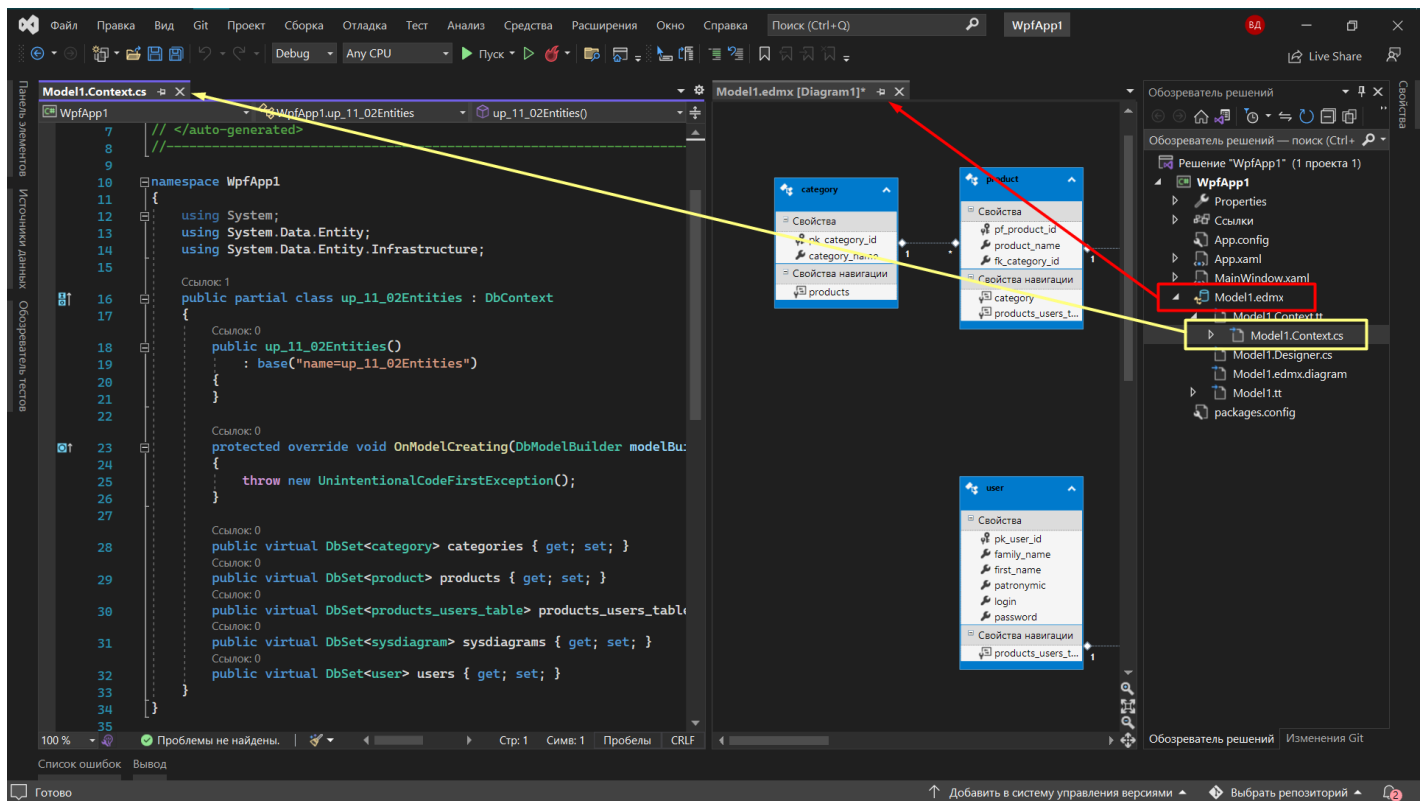 Файл Правка Вид Git Проект Сборка Отладка Тест Анализ Средства Расширения Окно Справка Поиск (Ctrl+Q) WpfApp1 ВД
Debug Any CPU Пуск Live Share
Панель элементов
Источники данных
Обозреватель тестов
Model1.Context.cs
WpfApp1 WpfApp1.up_11_02Entities up_11_02Entities()
7 // </auto-generated>
8 //------------------------------------------------------------------------------
9
10 namespace WpfApp1
11 {
12 using System;
13 using System.Data.Entity;
14 using System.Data.Entity.Infrastructure;
15
Ссылок: 1
16 public partial class up_11_02Entities : DbContext
17 {
Ссылок: 0
18 public up_11_02Entities()
19 : base("name=up_11_02Entities")
20 {
21 }
22
Ссылок: 0
23 protected override void OnModelCreating(DbModelBuilder modelBu
24 {
25 throw new UnintentionalCodeFirstException();
26 }
27
Ссылок: 0
28 public virtual DbSet<category> categories { get; set; }
Ссылок: 0
29 public virtual DbSet<product> products { get; set; }
Ссылок: 0
30 public virtual DbSet<products_users_table> products_users_table
Ссылок: 0
31 public virtual DbSet<sysdiagram> sysdiagrams { get; set; }
Ссылок: 0
32 public virtual DbSet<user> users { get; set; }
33 }
34 }
35
100 % Проблемы не найдены. Стр: 1 Симв: 1 Пробелы CRLF
Model1.edmx [Diagram1]*
category
Свойства
pk_category_id
category_name
Свойства навигации
products
1
*
product
Свойства
pf_product_id
product_name
fk_category_id
Свойства навигации
category
products_users_t...
1
user
Свойства
pk_user_id
family_name
first_name
patronymic
login
password
Свойства навигации
products_users_t...
1
Обозреватель решений
Обозреватель решений — поиск (Ctrl+
Решение "WpfApp1" (1 проекта 1)
WpfApp1
Properties
Ссылки
App.config
App.xaml
MainWindow.xaml
Model1.edmx
Model1.Context.tt
Model1.Context.cs
Model1.Designer.cs
Model1.edmx.diagram
Model1.tt
packages.config
Обозреватель решений Изменения Git
Свойства
Список ошибок Вывод
Готово Добавить в систему управления версиями Выбрать репозиторий 2